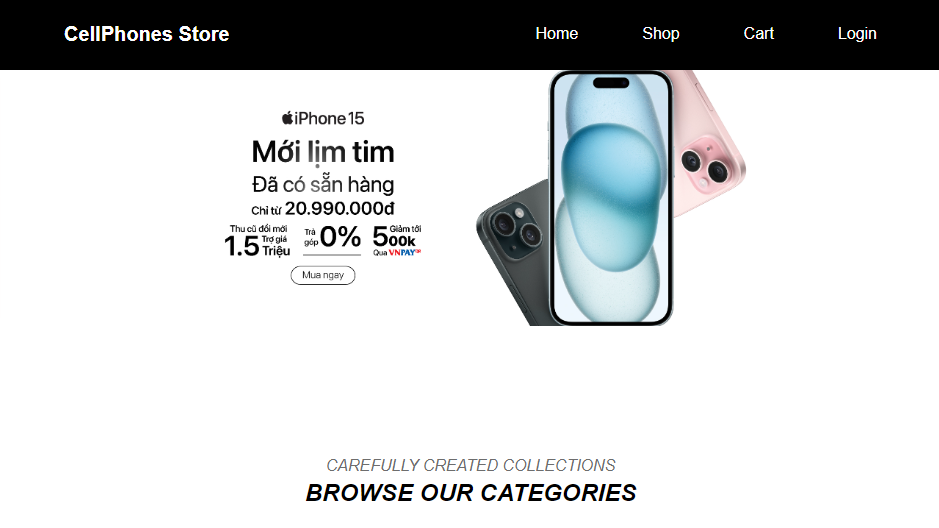 CellPhones Store
Home Shop Cart Login
iPhone 15
Mới lịm tim
Đã có sẵn hàng
Chỉ từ 20.990.000đ
Thu cũ đổi mới
1.5 Trợ giá Triệu
Trả góp 0%
Giảm tới
500k
Qua VNPAY
Mua ngay
CAREFULLY CREATED COLLECTIONS
BROWSE OUR CATEGORIES